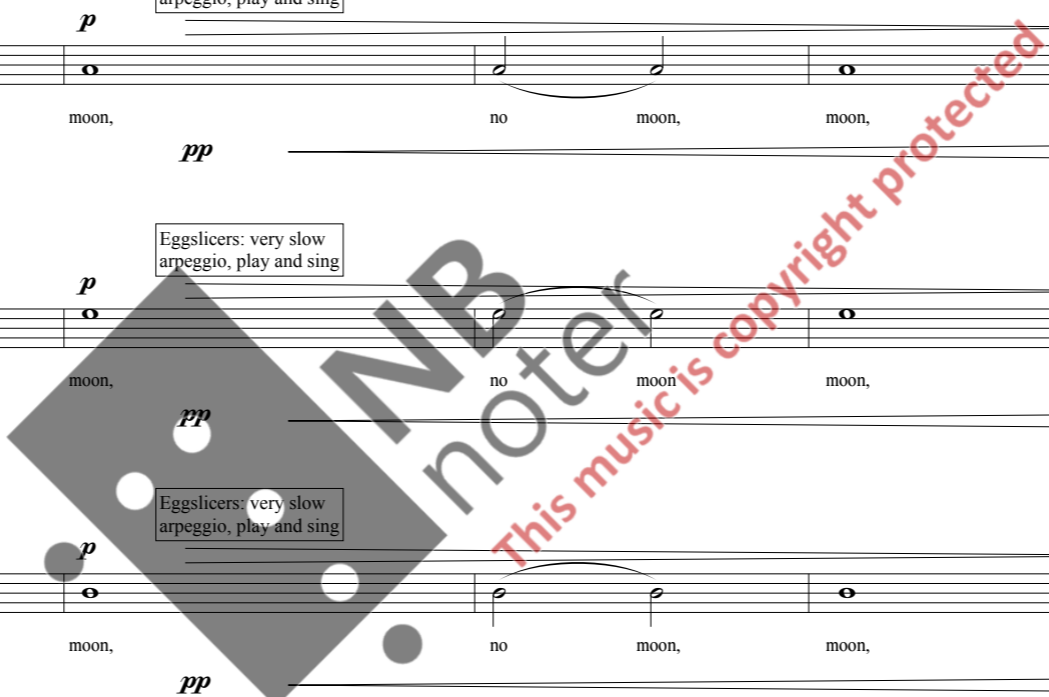 arpeggio, play and sing
p
moon, no moon, moon,
pp
Eggslicers: very slow
arpeggio, play and sing
p
moon, no moon moon,
pp
Eggslicers: very slow
arpeggio, play and sing
p
moon, no moon, moon,
pp
NB
noter
This music is copyright protected